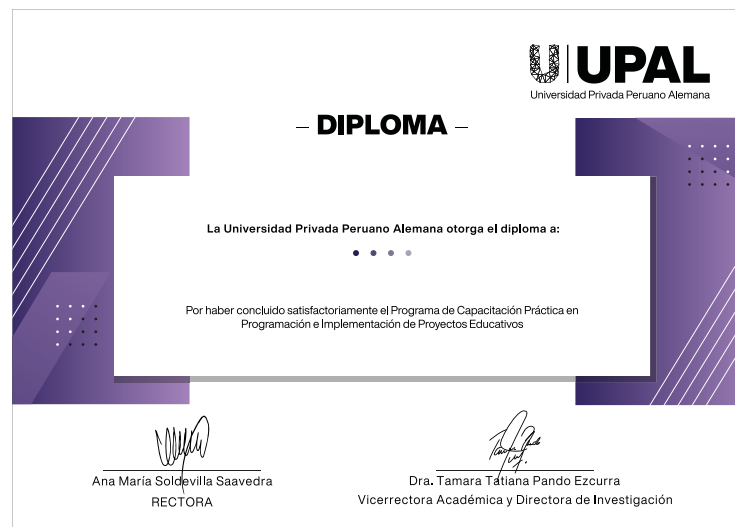 UPAL
Universidad Privada Peruano Alemana
– DIPLOMA –
La Universidad Privada Peruano Alemana otorga el diploma a:
Por haber concluido satisfactoriamente el Programa de Capacitación Práctica en
Programación e Implementación de Proyectos Educativos
Ana María Soldevilla Saavedra
RECTORA
Dra. Tamara Tatiana Pando Ezcurra
Vicerrectora Académica y Directora de Investigación